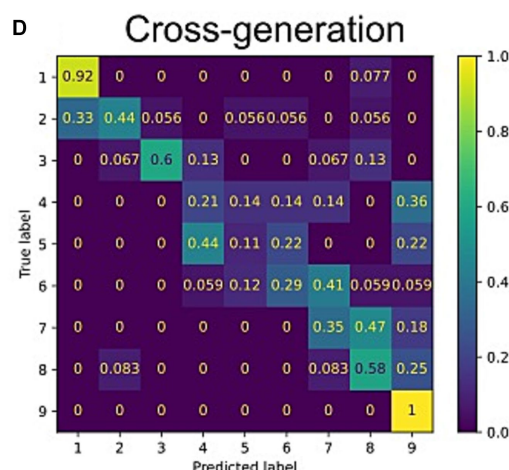 D
Cross-generation
1 0.92 0 0 0 0 0 0 0.077 0
2 0.33 0.44 0.056 0 0.056 0.056 0 0.056 0
3 0 0.067 0.6 0.13 0 0 0.067 0.13 0
4 0 0 0 0.21 0.14 0.14 0.14 0 0.36
5 0 0 0 0.44 0.11 0.22 0 0 0.22
6 0 0 0 0.059 0.12 0.29 0.41 0.059 0.059
7 0 0 0 0 0 0 0.35 0.47 0.18
8 0 0.083 0 0 0 0 0.083 0.58 0.25
9 0 0 0 0 0 0 0 0 1
1 2 3 4 5 6 7 8 9
True label
Predicted label
1.0
0.8
0.6
0.4
0.2
0.0